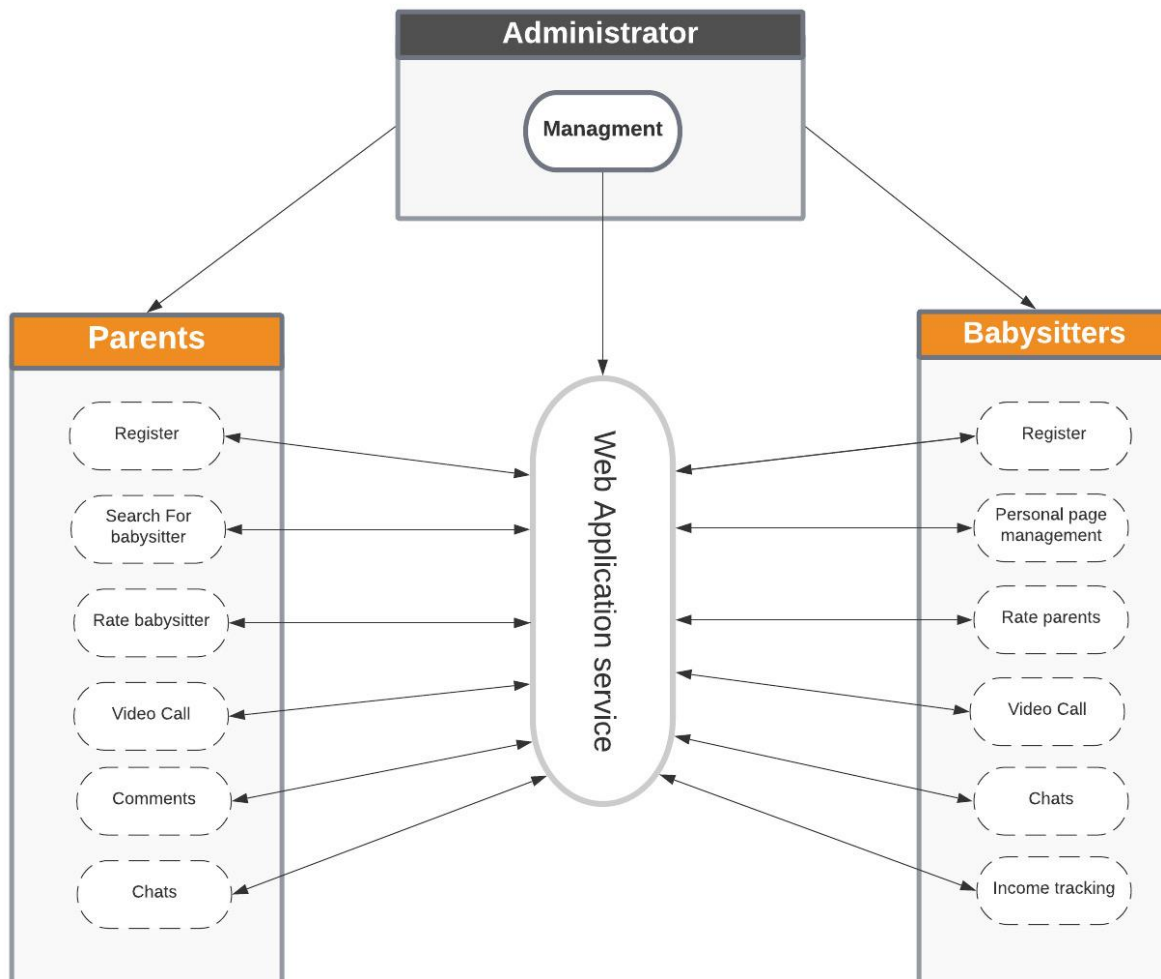 Administrator
Managment
Parents
Register
Search For
babysitter
Rate babysitter
Video Call
Comments
Chats
Web Application service
Babysitters
Register
Personal page
management
Rate parents
Video Call
Chats
Income tracking